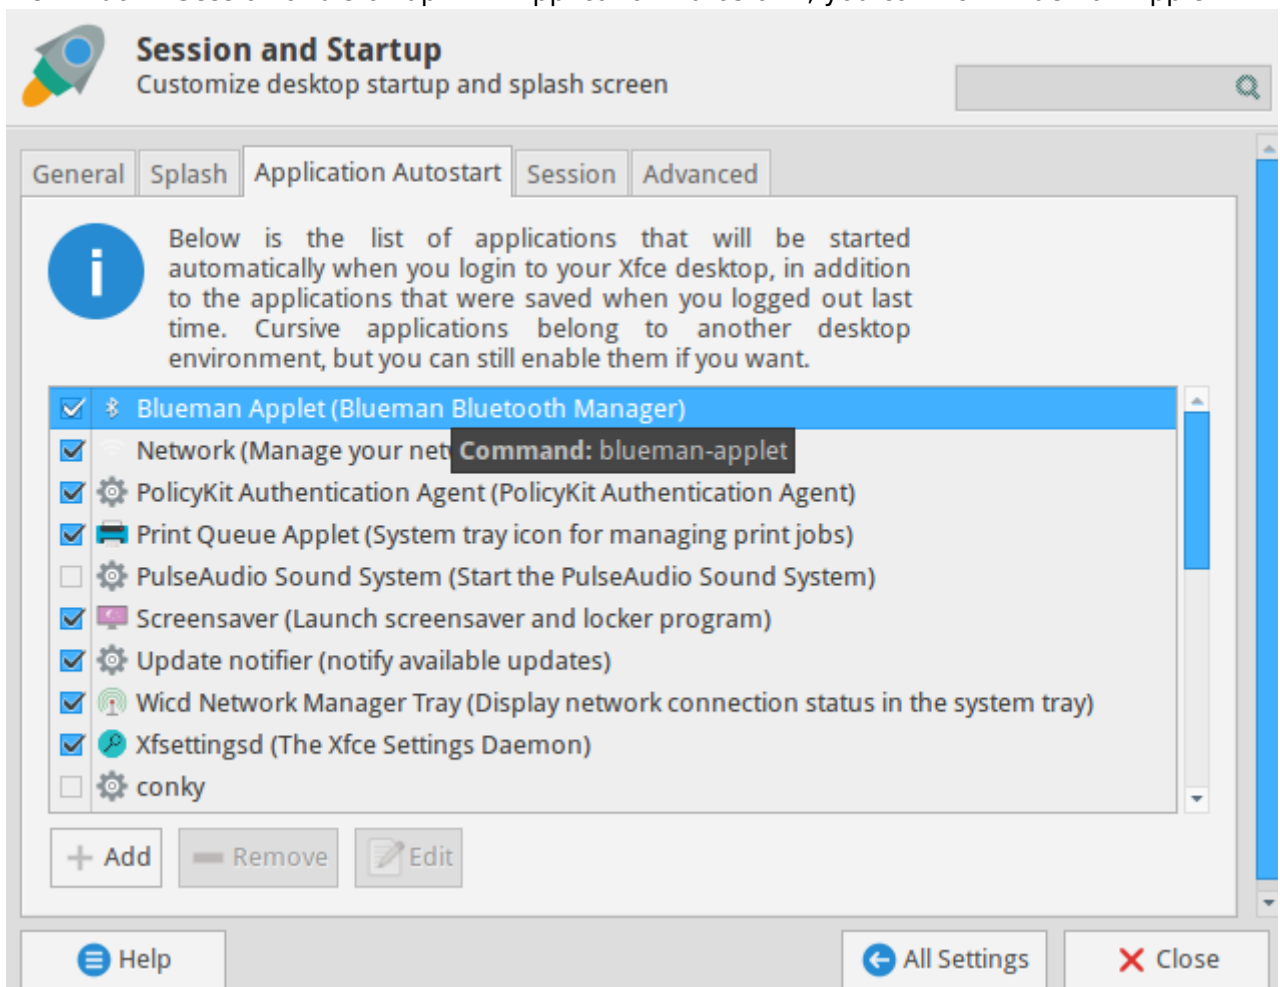 Session and Startup
Customize desktop startup and splash screen
General Splash Application Autostart Session Advanced
Below is the list of applications that will be started
automatically when you login to your Xfce desktop, in addition
to the applications that were saved when you logged out last
time. Cursive applications belong to another desktop
environment, but you can still enable them if you want.
Blueman Applet (Blueman Bluetooth Manager)
Network (Manage your net
Command: blueman-applet
PolicyKit Authentication Agent (PolicyKit Authentication Agent)
Print Queue Applet (System tray icon for managing print jobs)
PulseAudio Sound System (Start the PulseAudio Sound System)
Screensaver (Launch screensaver and locker program)
Update notifier (notify available updates)
Wicd Network Manager Tray (Display network connection status in the system tray)
Xfsettingsd (The Xfce Settings Daemon)
conky
Add Remove Edit
Help All Settings Close